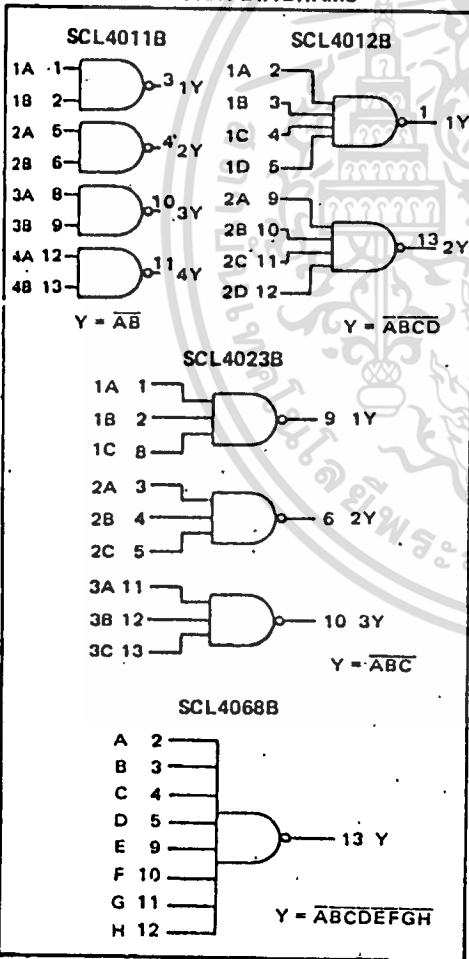 SCL4011B
1A 1
1B 2
3 1Y
2A 5
2B 6
4 2Y
3A 8
3B 9
10 3Y
4A 12
4B 13
11 4Y
Y = \overline{AB}
SCL4012B
1A 2
1B 3
1C 4
1D 5
1 1Y
2A 9
2B 10
2C 11
2D 12
13 2Y
Y = \overline{ABCD}
SCL4023B
1A 1
1B 2
1C 8
9 1Y
2A 3
2B 4
2C 5
6 2Y
3A 11
3B 12
3C 13
10 3Y
Y = \overline{ABC}
SCL4068B
A 2
B 3
C 4
D 5
E 9
F 10
G 11
H 12
13 Y
Y = \overline{ABCDEFGH}